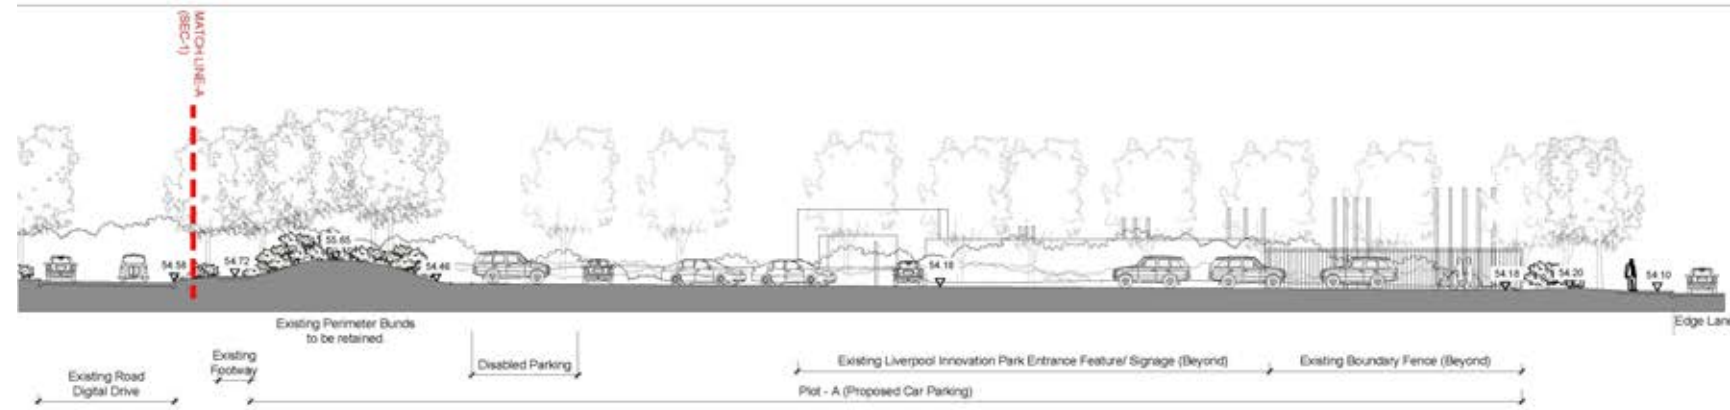 MATCH LINE-A
(SEC-1)
54.58
54.72
55.65
54.46
54.18
54.18
54.20
54.10
Edge Lane
Existing Perimeter Bunds
to be retained
Existing
Footway
Disabled Parking
Existing Liverpool Innovation Park Entrance Feature/ Signage (Beyond)
Existing Boundary Fence (Beyond)
Existing Road
Digital Drive
Plot - A (Proposed Car Parking)